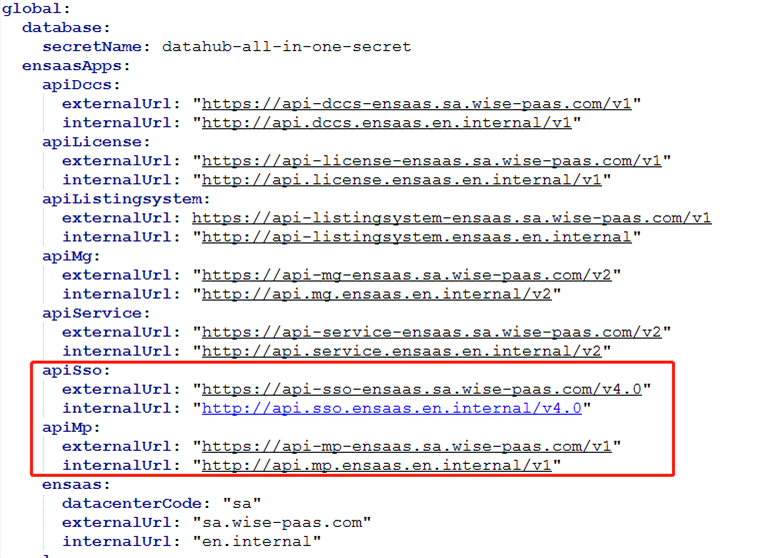 global:
  database:
    secretName: datahub-all-in-one-secret
  ensaasApps:
    apiDccs:
      externalUrl: "https://api-dccs-ensaas.sa.wise-paas.com/v1"
      internalUrl: "http://api.dccs.ensaas.en.internal/v1"
    apiLicense:
      externalUrl: "https://api-license-ensaas.sa.wise-paas.com/v1"
      internalUrl: "http://api.license.ensaas.en.internal/v1"
    apiListingsystem:
      externalUrl: https://api-listingsystem-ensaas.sa.wise-paas.com/v1
      internalUrl: "http://api-listingsystem.ensaas.en.internal"
    apiMg:
      externalUrl: "https://api-mg-ensaas.sa.wise-paas.com/v2"
      internalUrl: "http://api.mg.ensaas.en.internal/v2"
    apiService:
      externalUrl: "https://api-service-ensaas.sa.wise-paas.com/v2"
      internalUrl: "http://api.service.ensaas.en.internal/v2"
    apiSso:
      externalUrl: "https://api-sso-ensaas.sa.wise-paas.com/v4.0"
      internalUrl: "http://api.sso.ensaas.en.internal/v4.0"
    apiMp:
      externalUrl: "https://api-mp-ensaas.sa.wise-paas.com/v1"
      internalUrl: "http://api.mp.ensaas.en.internal/v1"
    ensaas:
      datacenterCode: "sa"
      externalUrl: "sa.wise-paas.com"
      internalUrl: "en.internal"